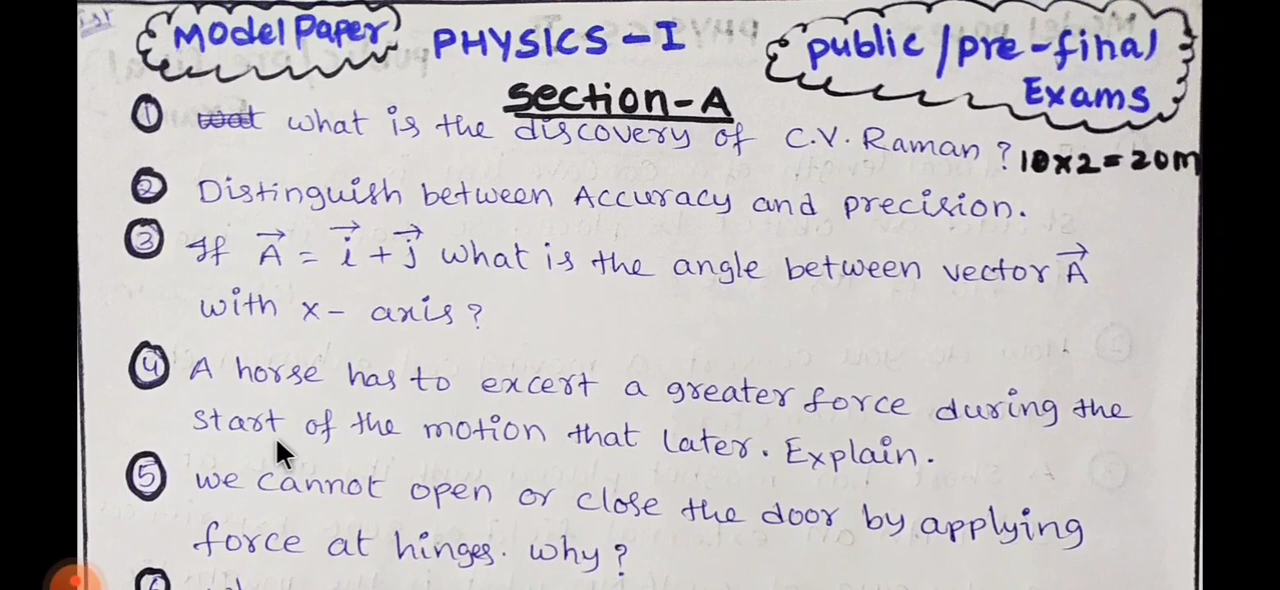 Model Paper PHYSICS - I public / pre - final
Exams
Section - A
① what is the discovery of C.V. Raman ? 10 x 2 = 20m
② Distinguish between Accuracy and precision.
③ If A⃗ = i⃗ + j⃗ what is the angle between vector A⃗
with x - axis ?
④ A horse has to excert a greater force during the
start of the motion that later. Explain.
⑤ we cannot open or close the door by applying
force at hinges. why ?